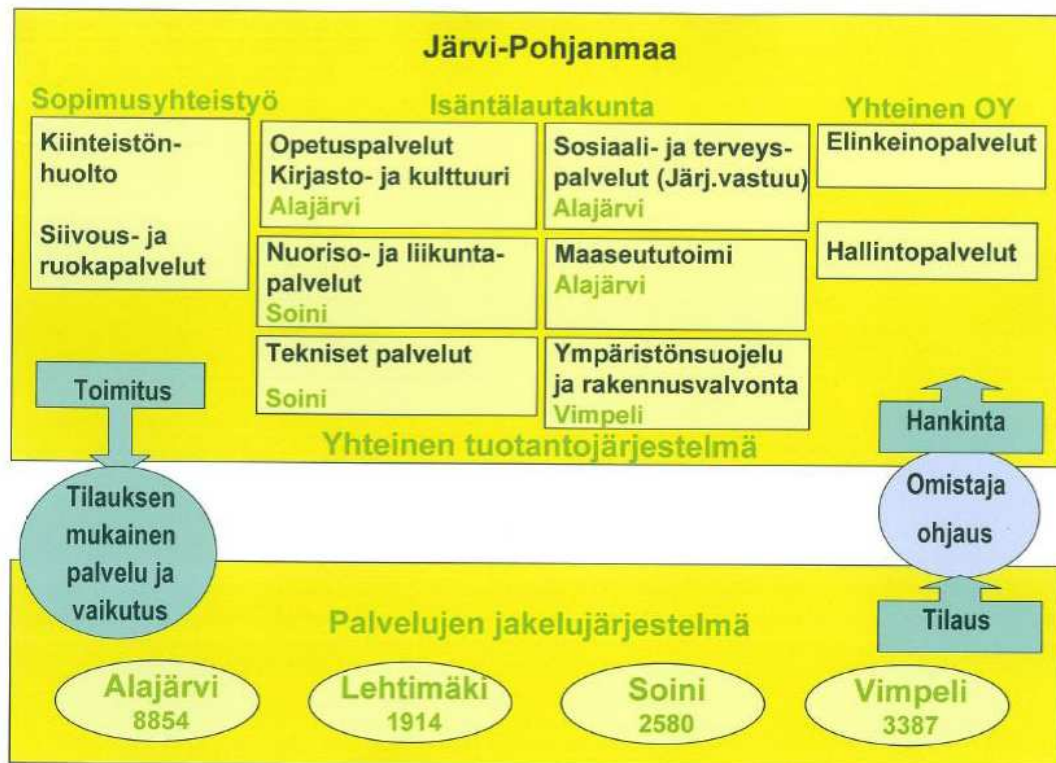 Järvi-Pohjanmaa
Sopimusyhteistyö
Kiinteistön-
huolto
Siivous- ja
ruokapalvelut
Isäntälautakunta
Opetuspalvelut
Kirjasto- ja kulttuuri
Alajärvi
Sosiaali- ja terveys-
palvelut (Järj.vastuu)
Alajärvi
Nuoriso- ja liikunta-
palvelut
Soini
Maaseututoimi
Alajärvi
Tekniset palvelut
Soini
Ympäristönsuojelu
ja rakennusvalvonta
Vimpeli
Yhteinen OY
Elinkeinopalvelut
Hallintopalvelut
Yhteinen tuotantojärjestelmä
Toimitus
Tilauksen
mukainen
palvelu ja
vaikutus
Hankinta
Omistaja
ohjaus
Tilaus
Palvelujen jakelujärjestelmä
Alajärvi
8854
Lehtimäki
1914
Soini
2580
Vimpeli
3387